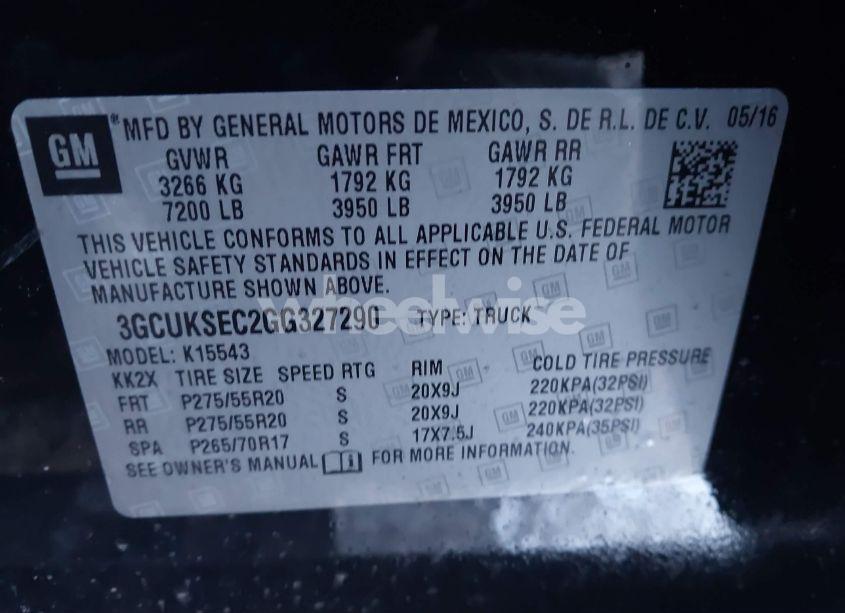 GM ® MFD BY GENERAL MOTORS DE MEXICO, S. DE R.L. DE C.V. 05/16
GVWR GAWR FRT GAWR RR
3266 KG 1792 KG 1792 KG
7200 LB 3950 LB 3950 LB
THIS VEHICLE CONFORMS TO ALL APPLICABLE U.S. FEDERAL MOTOR
VEHICLE SAFETY STANDARDS IN EFFECT ON THE DATE OF
MANUFACTURE SHOWN ABOVE.
3GCUKSEC2GG327290 TYPE: TRUCK
wheelwise
MODEL: K15543
KK2X TIRE SIZE SPEED RTG RIM COLD TIRE PRESSURE
FRT P275/55R20 S 20X9J 220KPA(32PSI)
RR P275/55R20 S 20X9J 220KPA(32PSI)
SPA P265/70R17 S 17X7.5J 240KPA(35PSI)
SEE OWNER'S MANUAL FOR MORE INFORMATION.